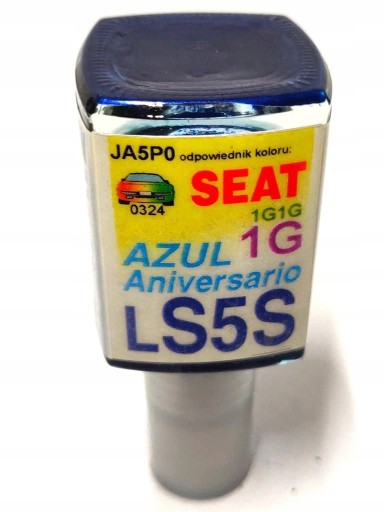 JA5P0 odpowiednik koloru:
SEAT
0324
1G1G
1G
AZUL
Aniversario
LS5S